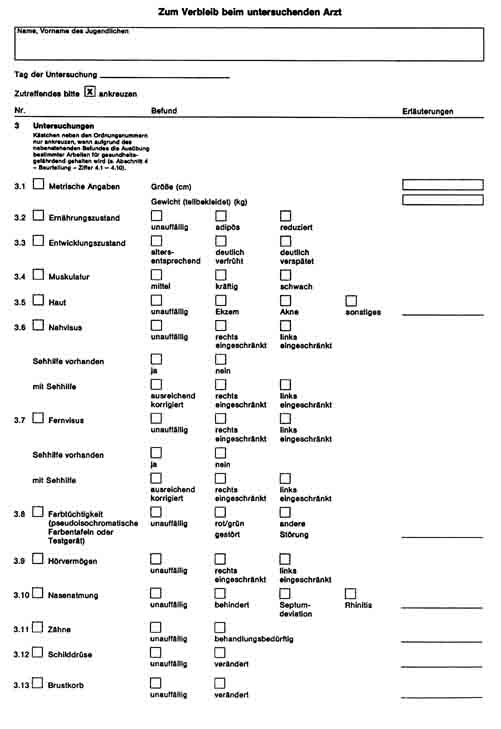 Zum Verbleib beim untersuchenden Arzt
Name, Vorname des Jugendlichen
Tag der Untersuchung
Zutreffendes bitte X ankreuzen
Nr. Befund Erläuterungen
3 Untersuchungen
Kästchen neben den Ordnungsnummern
nur ankreuzen, wenn aufgrund des
nebenstehenden Befundes die Ausübung
bestimmter Arbeiten für gesundheits-
gefährdend gehalten wird (s. Abschnitt 4
– Beurteilung – Ziffer 4.1 – 4.10).
3.1 Metrische Angaben Größe (cm)
Gewicht (teilbekleidet) (kg)
3.2 Ernährungszustand
unauffällig adipös reduziert
3.3 Entwicklungszustand
alters- deutlich deutlich
entsprechend verfrüht verspätet
3.4 Muskulatur
mittel kräftig schwach
3.5 Haut
unauffällig Ekzem Akne sonstiges
3.6 Nahvisus
unauffällig rechts links
eingeschränkt eingeschränkt
Sehhilfe vorhanden
ja nein
mit Sehhilfe
ausreichend rechts links
korrigiert eingeschränkt eingeschränkt
3.7 Fernvisus
unauffällig rechts links
eingeschränkt eingeschränkt
Sehhilfe vorhanden
ja nein
mit Sehhilfe
ausreichend rechts links
korrigiert eingeschränkt eingeschränkt
3.8 Farbtüchtigkeit
(pseudoisochromatische unauffällig rot/grün andere
Farbentafeln oder gestört Störung
Testgerät)
3.9 Hörvermögen
unauffällig rechts links
eingeschränkt eingeschränkt
3.10 Nasenatmung
unauffällig behindert Septum- Rhinitis
deviation
3.11 Zähne
unauffällig behandlungsbedürftig
3.12 Schilddrüse
unauffällig verändert
3.13 Brustkorb
unauffällig verändert